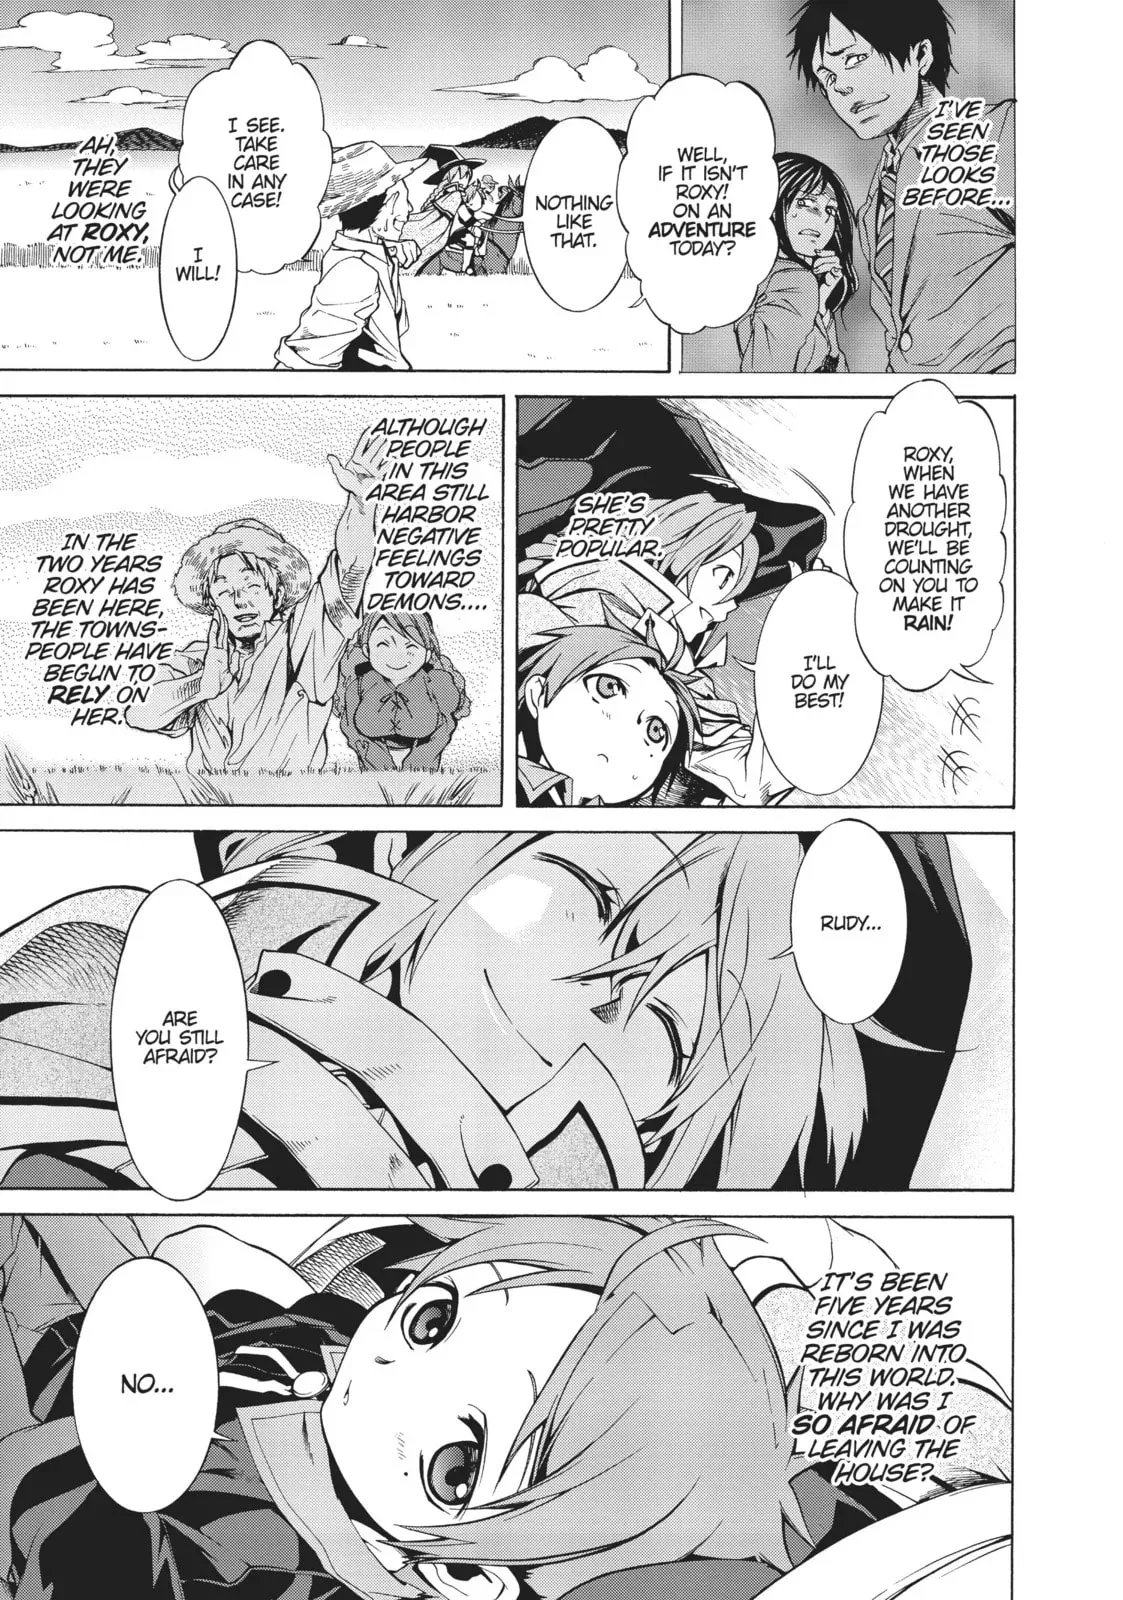 I'VE
SEEN
THOSE
LOOKS
BEFORE...
WELL,
IF IT ISN'T
ROXY!
ON AN
ADVENTURE
TODAY?
NOTHING
LIKE
THAT.
I SEE.
TAKE
CARE
IN ANY
CASE!
I
WILL!
AH,
THEY
WERE
LOOKING
AT ROXY,
NOT ME.
ROXY,
WHEN
WE HAVE
ANOTHER
DROUGHT,
WE'LL BE
COUNTING
ON YOU TO
MAKE IT
RAIN!
I'LL
DO MY
BEST!
SHE'S
PRETTY
POPULAR.
ALTHOUGH
PEOPLE
IN THIS
AREA STILL
HARBOR
NEGATIVE
FEELINGS
TOWARD
DEMONS....
IN THE
TWO YEARS
ROXY HAS
BEEN HERE,
THE TOWNS-
PEOPLE HAVE
BEGUN TO
RELY ON
HER.
RUDY...
ARE
YOU STILL
AFRAID?
IT'S BEEN
FIVE YEARS
SINCE I WAS
REBORN INTO
THIS WORLD.
WHY WAS I
SO AFRAID OF
LEAVING THE
HOUSE?
NO...